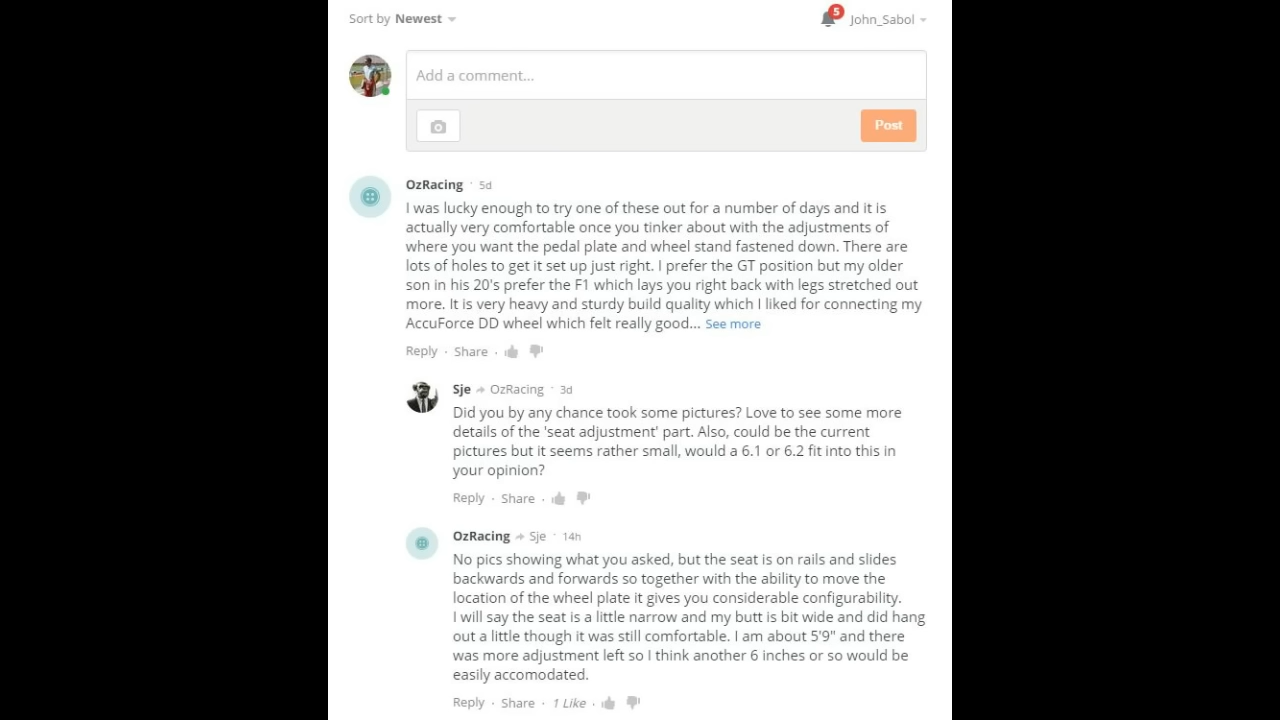 Sort by Newest
5
John_Sabol
Add a comment...
Post
OzRacing · 5d
I was lucky enough to try one of these out for a number of days and it is
actually very comfortable once you tinker about with the adjustments of
where you want the pedal plate and wheel stand fastened down. There are
lots of holes to get it set up just right. I prefer the GT position but my older
son in his 20's prefer the F1 which lays you right back with legs stretched out
more. It is very heavy and sturdy build quality which I liked for connecting my
AccuForce DD wheel which felt really good... See more
Reply · Share ·
Sje OzRacing · 3d
Did you by any chance took some pictures? Love to see some more
details of the 'seat adjustment' part. Also, could be the current
pictures but it seems rather small, would a 6.1 or 6.2 fit into this in
your opinion?
Reply · Share ·
OzRacing Sje · 14h
No pics showing what you asked, but the seat is on rails and slides
backwards and forwards so together with the ability to move the
location of the wheel plate it gives you considerable configurability.
I will say the seat is a little narrow and my butt is bit wide and did hang
out a little though it was still comfortable. I am about 5'9" and there
was more adjustment left so I think another 6 inches or so would be
easily accomodated.
Reply · Share · 1 Like ·